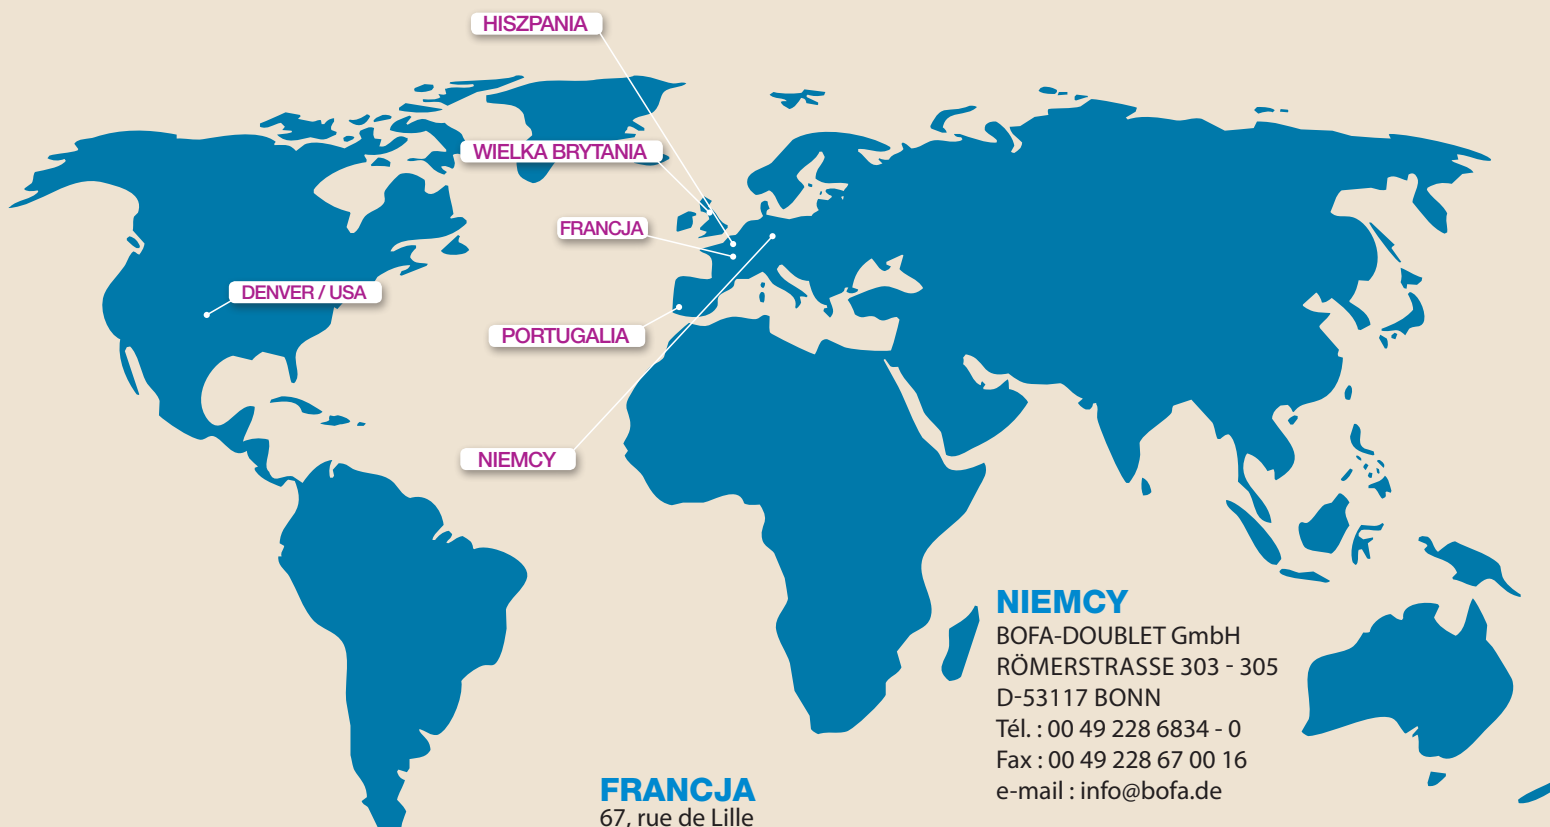 HISZPANIA
WIELKA BRYTANIA
FRANCJA
DENVER / USA
PORTUGALIA
NIEMCY
NIEMCY
BOFA-DOUBLET GmbH
RÖMERSTRASSE 303 - 305
D-53117 BONN
Tél. : 00 49 228 6834 - 0
Fax : 00 49 228 67 00 16
e-mail : info@bofa.de
FRANCJA
67, rue de Lille